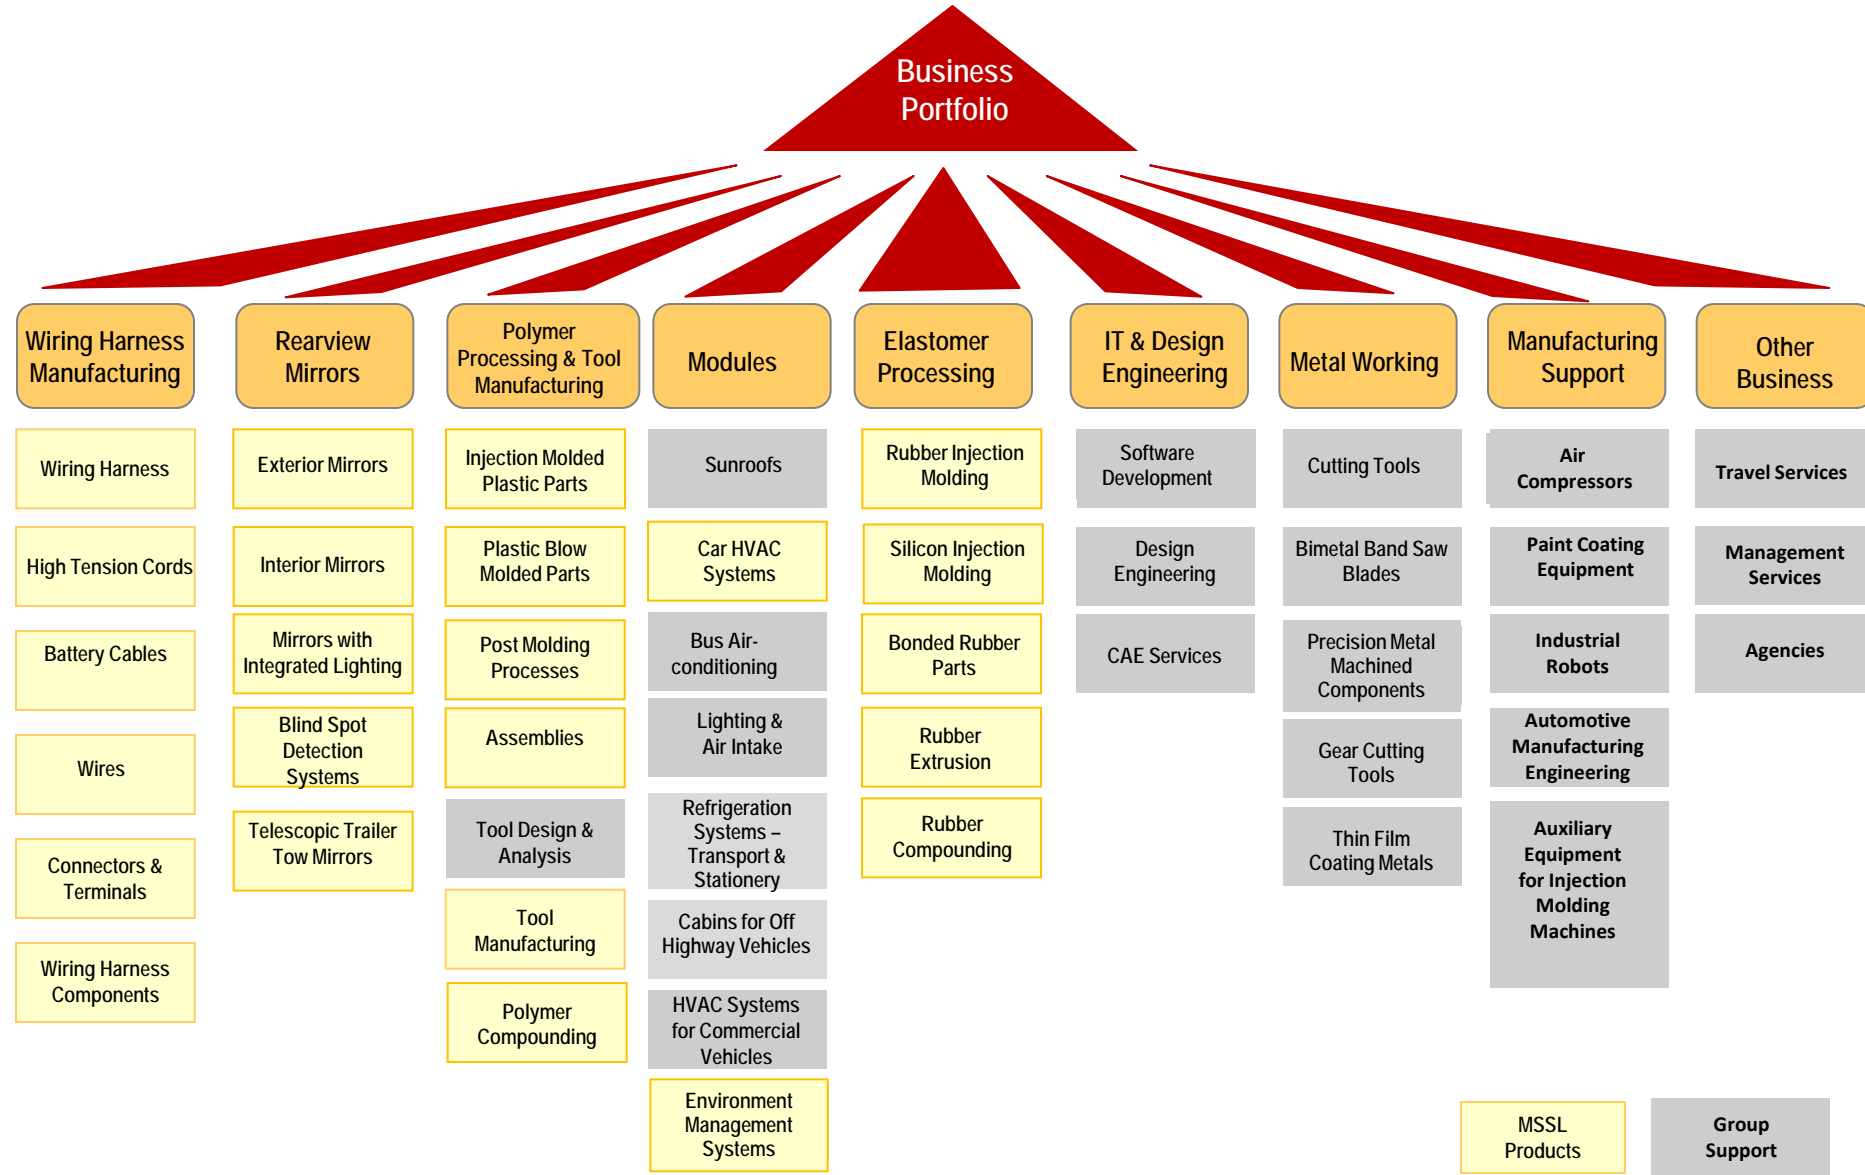 Business
Portfolio
Wiring Harness
Manufacturing
Rearview
Mirrors
Polymer
Processing & Tool
Manufacturing
Modules
Elastomer
Processing
IT & Design
Engineering
Metal Working
Manufacturing
Support
Other
Business
Wiring Harness
High Tension Cords
Battery Cables
Wires
Connectors &
Terminals
Wiring Harness
Components
Exterior Mirrors
Interior Mirrors
Mirrors with
Integrated Lighting
Blind Spot
Detection
Systems
Telescopic Trailer
Tow Mirrors
Injection Molded
Plastic Parts
Plastic Blow
Molded Parts
Post Molding
Processes
Assemblies
Tool Design &
Analysis
Tool
Manufacturing
Polymer
Compounding
Sunroofs
Car HVAC
Systems
Bus Air-
conditioning
Lighting &
Air Intake
Refrigeration
Systems –
Transport &
Stationery
Cabins for Off
Highway Vehicles
HVAC Systems
for Commercial
Vehicles
Environment
Management
Systems
Rubber Injection
Molding
Silicon Injection
Molding
Bonded Rubber
Parts
Rubber
Extrusion
Rubber
Compounding
Software
Development
Design
Engineering
CAE Services
Cutting Tools
Bimetal Band Saw
Blades
Precision Metal
Machined
Components
Gear Cutting
Tools
Thin Film
Coating Metals
Air
Compressors
Paint Coating
Equipment
Industrial
Robots
Automotive
Manufacturing
Engineering
Auxiliary
Equipment
for Injection
Molding
Machines
Travel Services
Management
Services
Agencies
MSSL
Products
Group
Support